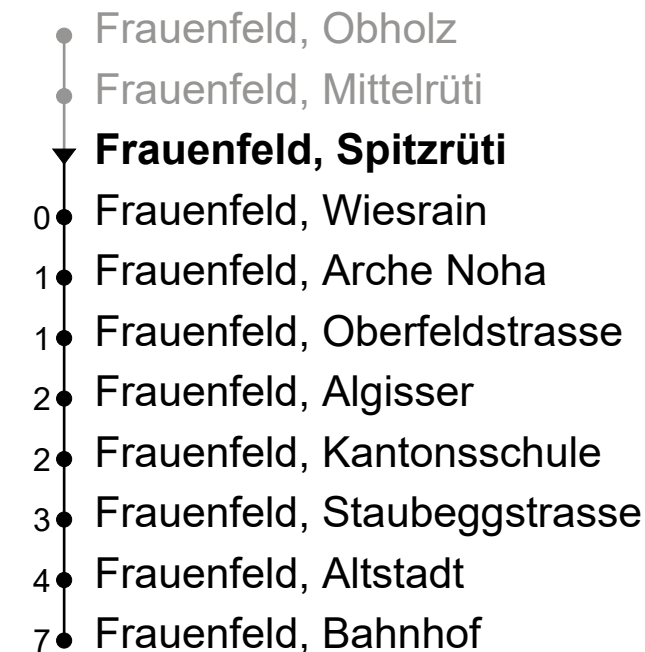 Frauenfeld, Obholz
Frauenfeld, Mittelrüti
Frauenfeld, Spitzrüti
0 Frauenfeld, Wiesrain
1 Frauenfeld, Arche Noha
1 Frauenfeld, Oberfeldstrasse
2 Frauenfeld, Algisser
2 Frauenfeld, Kantonsschule
3 Frauenfeld, Staubeggstrasse
4 Frauenfeld, Altstadt
7 Frauenfeld, Bahnhof